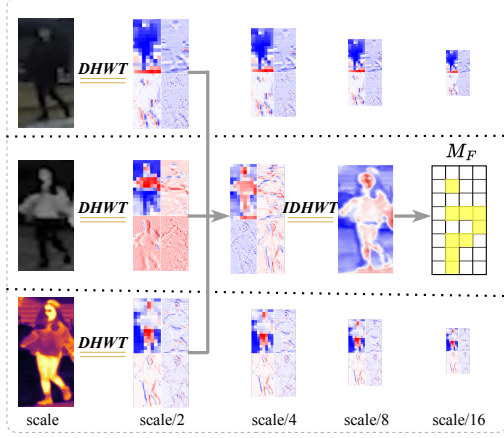 DHWT
M_F
DHWT
IDHWT
DHWT
scale
scale/2
scale/4
scale/8
scale/16